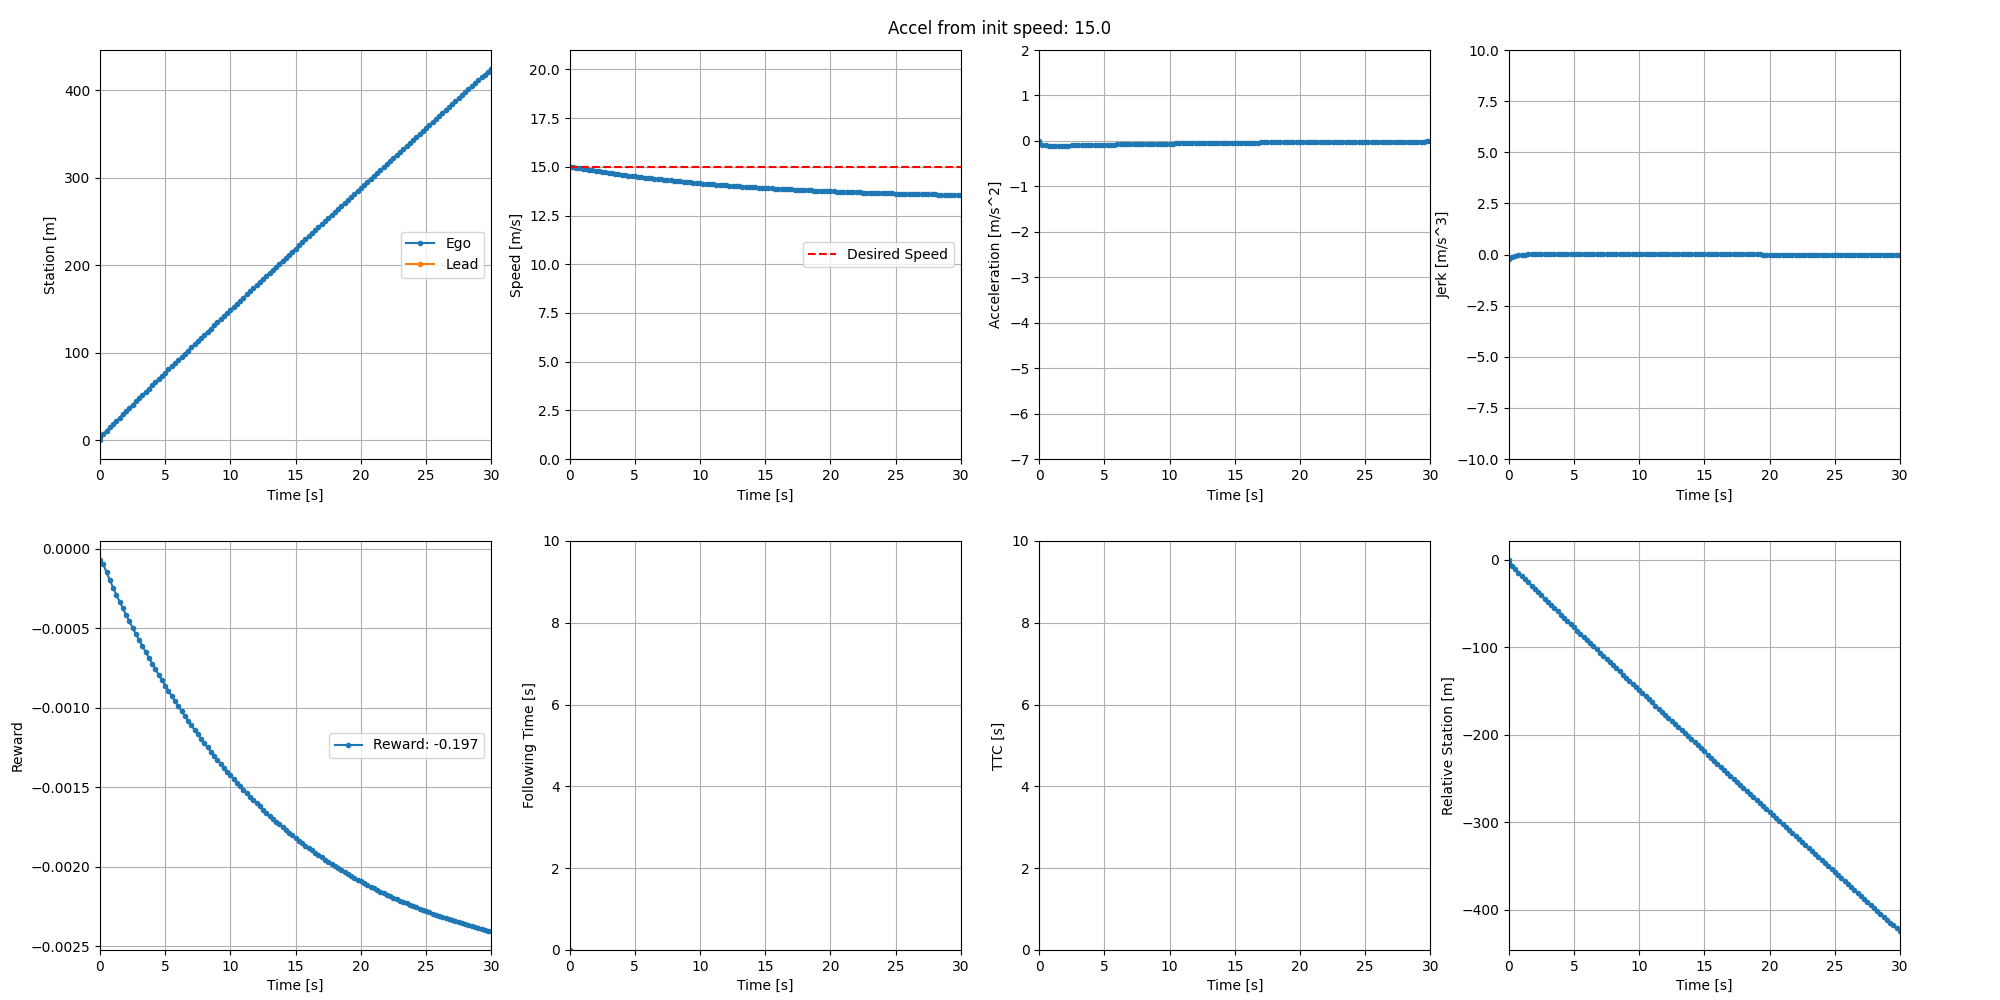 Accel from init speed: 15.0
Station [m]
400
300
200
100
0
Ego
Lead
0 5 10 15 20 25 30
Time [s]
Speed [m/s]
20.0
17.5
15.0
12.5
10.0
7.5
5.0
2.5
0.0
Desired Speed
0 5 10 15 20 25 30
Time [s]
Acceleration [m/s^2]
2
1
0
−1
−2
−3
−4
−5
−6
−7
0 5 10 15 20 25 30
Time [s]
Jerk [m/s^3]
10.0
7.5
5.0
2.5
0.0
−2.5
−5.0
−7.5
−10.0
0 5 10 15 20 25 30
Time [s]
Reward
0.0000
−0.0005
−0.0010
−0.0015
−0.0020
−0.0025
Reward: -0.197
0 5 10 15 20 25 30
Time [s]
Following Time [s]
10
8
6
4
2
0
0 5 10 15 20 25 30
Time [s]
TTC [s]
10
8
6
4
2
0
0 5 10 15 20 25 30
Time [s]
Relative Station [m]
0
−100
−200
−300
−400
0 5 10 15 20 25 30
Time [s]